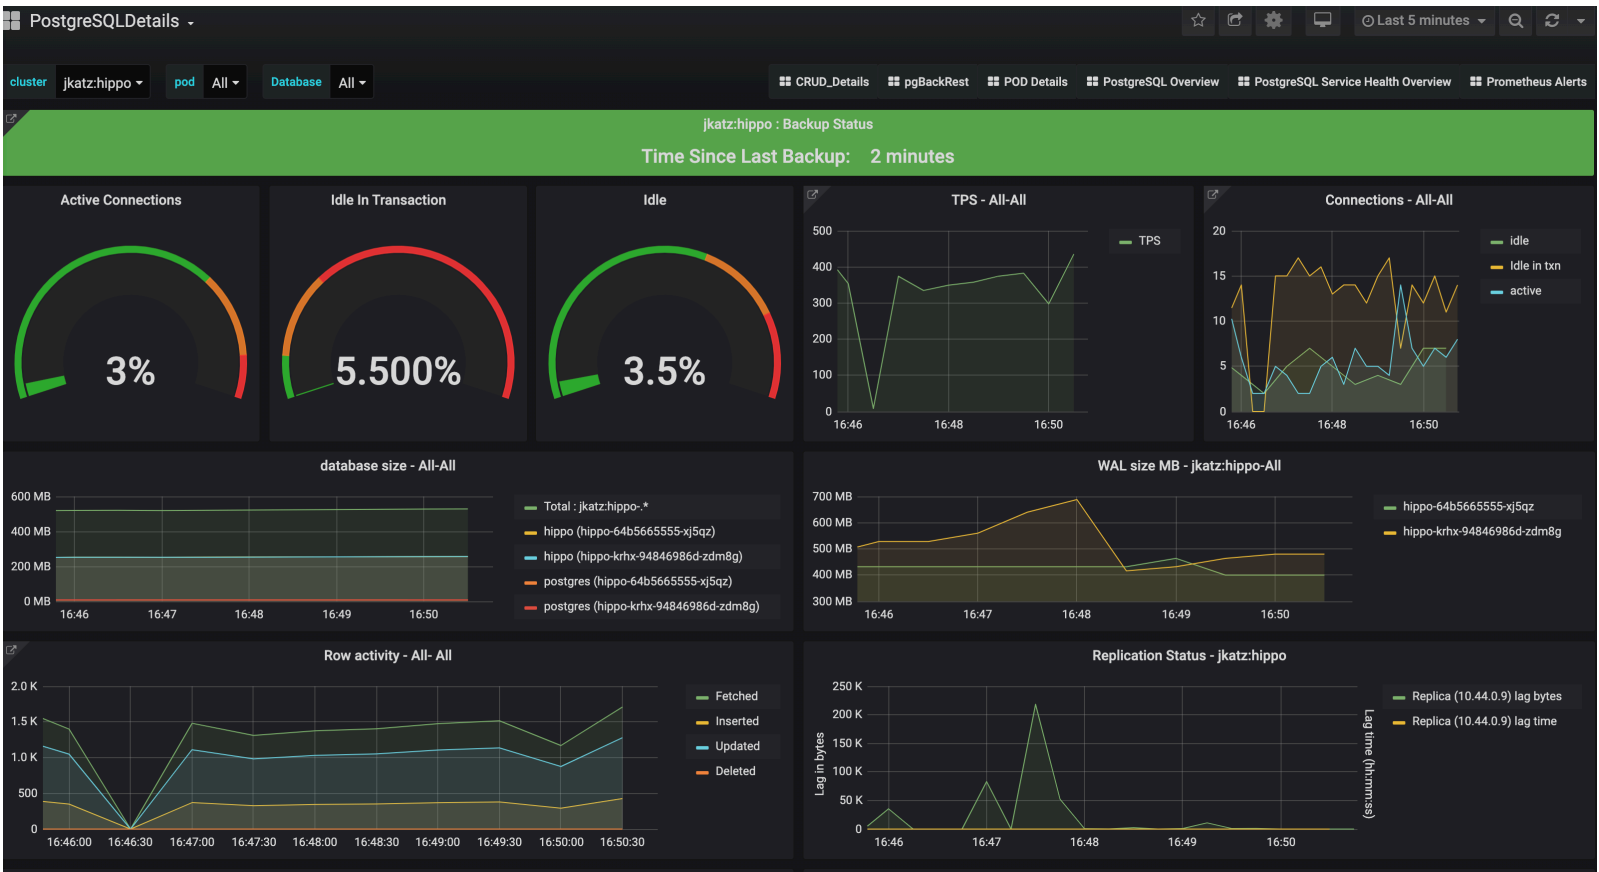 PostgreSQLDetails
Last 5 minutes
cluster jkatz:hippo pod All Database All
CRUD_Details pgBackRest POD Details PostgreSQL Overview PostgreSQL Service Health Overview Prometheus Alerts
jkatz:hippo : Backup Status
Time Since Last Backup: 2 minutes
Active Connections
3%
Idle In Transaction
5.500%
Idle
3.5%
TPS - All-All
500
400
300
200
100
0
16:46 16:48 16:50
TPS
Connections - All-All
20
15
10
5
0
16:46 16:48 16:50
idle
Idle in txn
active
database size - All-All
600 MB
400 MB
200 MB
0 MB
16:46 16:47 16:48 16:49 16:50
Total : jkatz:hippo-.*
hippo (hippo-64b5665555-xj5qz)
hippo (hippo-krhx-94846986d-zdm8g)
postgres (hippo-64b5665555-xj5qz)
postgres (hippo-krhx-94846986d-zdm8g)
WAL size MB - jkatz:hippo-All
700 MB
600 MB
500 MB
400 MB
300 MB
16:46 16:47 16:48 16:49 16:50
hippo-64b5665555-xj5qz
hippo-krhx-94846986d-zdm8g
Row activity - All- All
2.0 K
1.5 K
1.0 K
500
0
16:46:00 16:46:30 16:47:00 16:47:30 16:48:00 16:48:30 16:49:00 16:49:30 16:50:00 16:50:30
Fetched
Inserted
Updated
Deleted
Replication Status - jkatz:hippo
Lag in bytes
250 K
200 K
150 K
100 K
50 K
0
16:46 16:47 16:48 16:49 16:50
Lag time (hh:mm:ss)
Replica (10.44.0.9) lag bytes
Replica (10.44.0.9) lag time